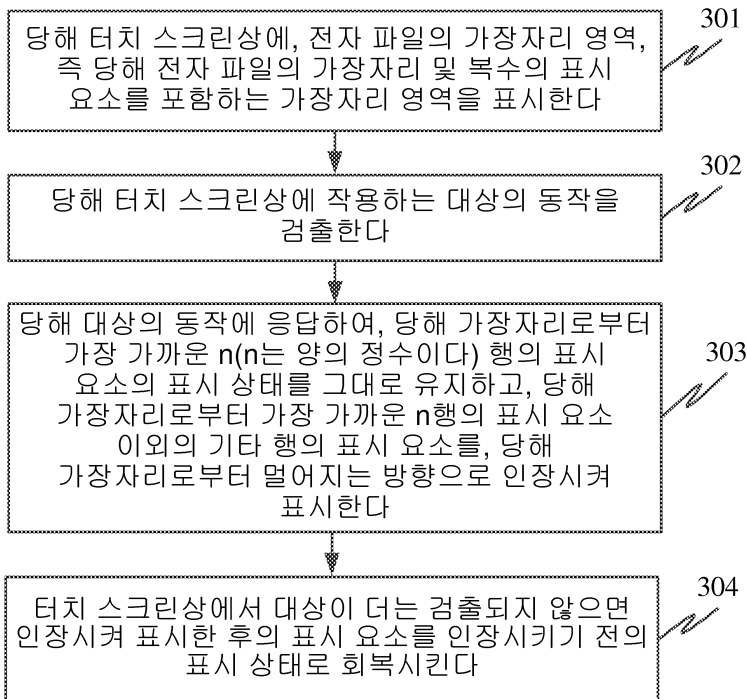 당해 터치 스크린상에, 전자 파일의 가장자리 영역,
즉 당해 전자 파일의 가장자리 및 복수의 표시
요소를 포함하는 가장자리 영역을 표시한다
301
당해 터치 스크린상에 작용하는 대상의 동작을
검출한다
302
당해 대상의 동작에 응답하여, 당해 가장자리로부터
가장 가까운 n(n는 양의 정수이다) 행의 표시
요소의 표시 상태를 그대로 유지하고, 당해
가장자리로부터 가장 가까운 n행의 표시 요소
이외의 기타 행의 표시 요소를, 당해
가장자리로부터 멀어지는 방향으로 인장시켜
표시한다
303
터치 스크린상에서 대상이 더는 검출되지 않으면
인장시켜 표시한 후의 표시 요소를 인장시키기 전의
표시 상태로 회복시킨다
304